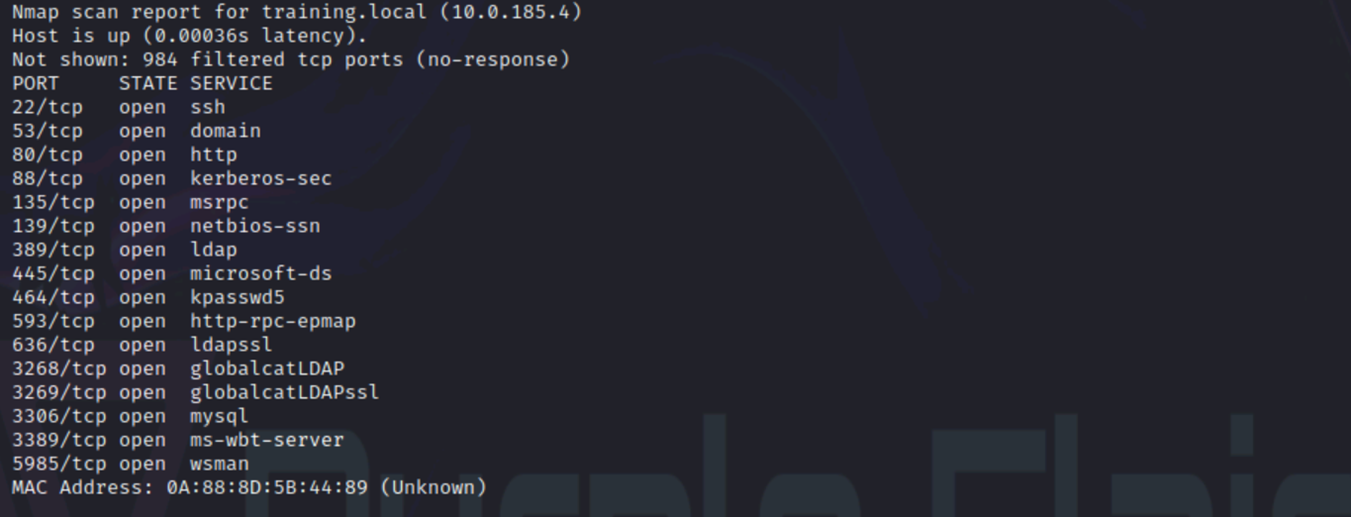 Nmap scan report for training.local (10.0.185.4)
Host is up (0.00036s latency).
Not shown: 984 filtered tcp ports (no-response)
PORT     STATE SERVICE
22/tcp   open  ssh
53/tcp   open  domain
80/tcp   open  http
88/tcp   open  kerberos-sec
135/tcp  open  msrpc
139/tcp  open  netbios-ssn
389/tcp  open  ldap
445/tcp  open  microsoft-ds
464/tcp  open  kpasswd5
593/tcp  open  http-rpc-epmap
636/tcp  open  ldapssl
3268/tcp open  globalcatLDAP
3269/tcp open  globalcatLDAPssl
3306/tcp open  mysql
3389/tcp open  ms-wbt-server
5985/tcp open  wsman
MAC Address: 0A:88:8D:5B:44:89 (Unknown)